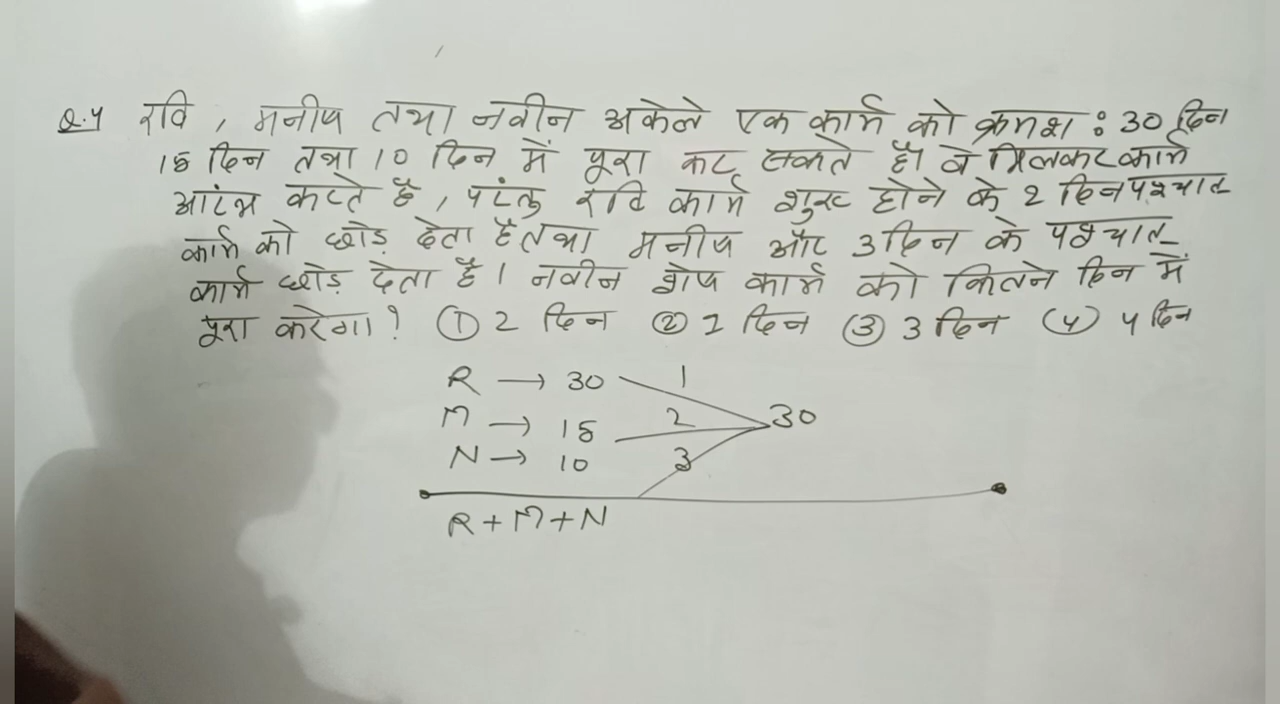 Q.4 रवि, मनीष तथा नवीन अकेले एक कार्य को क्रमश: 30 दिन
15 दिन तथा 10 दिन में पूरा कर सकते है। वे मिलकर कार्य
आरंभ करते है, परंतु रवि कार्य शुरू होने के 2 दिन पश्चात
कार्य को छोड़ देता है तथा मनीष और 3 दिन के पश्चात
कार्य छोड़ देता है। नवीन शेष कार्य को कितने दिन में
पूरा करेगा? ① 2 दिन ② 1 दिन ③ 3 दिन (4) 4 दिन
R → 30 1
M → 15 2 30
N → 10 3
R+M+N